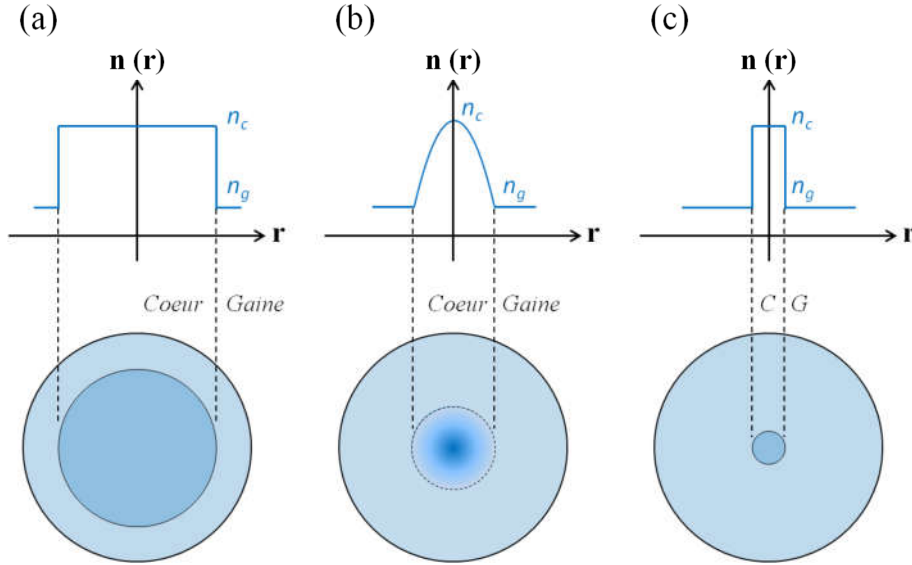 (a)
n (r)
n_c
n_g
r
Coeur Gaine
(b)
n (r)
n_c
n_g
r
Coeur Gaine
(c)
n (r)
n_c
n_g
r
C G